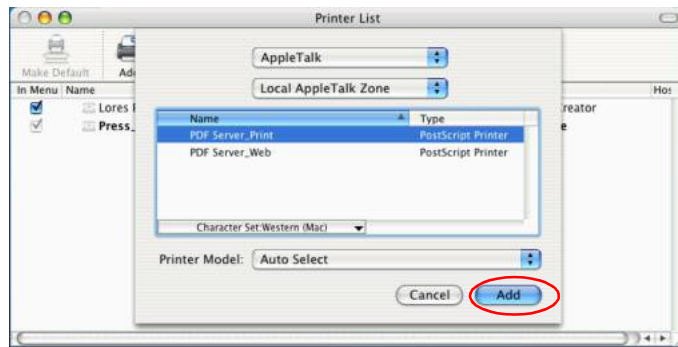 Printer List
AppleTalk
Make Default
Local AppleTalk Zone
In Menu Name
Lores
reator
Press_
Name Type
PDF Server_Print PostScript Printer
PDF Server_Web PostScript Printer
Character Set:Western (Mac)
Printer Model: Auto Select
Cancel Add